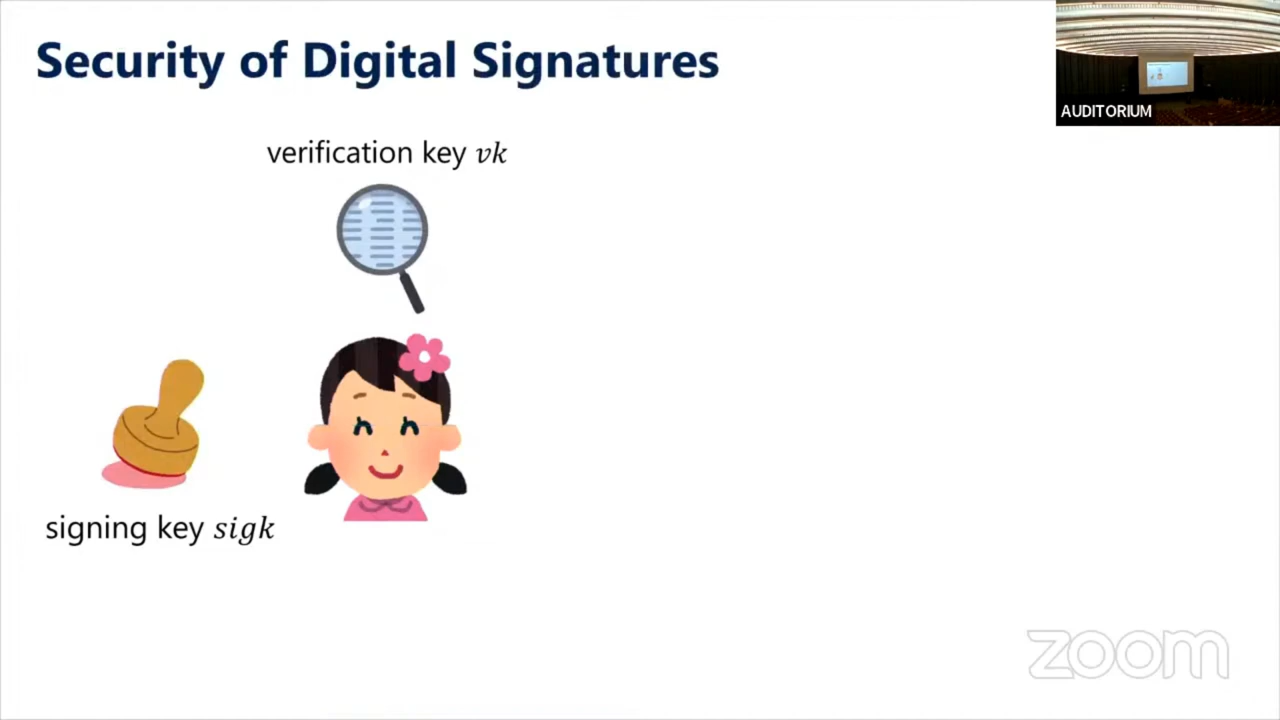 Security of Digital Signatures
AUDITORIUM
verification key vk
signing key sigk
zoom